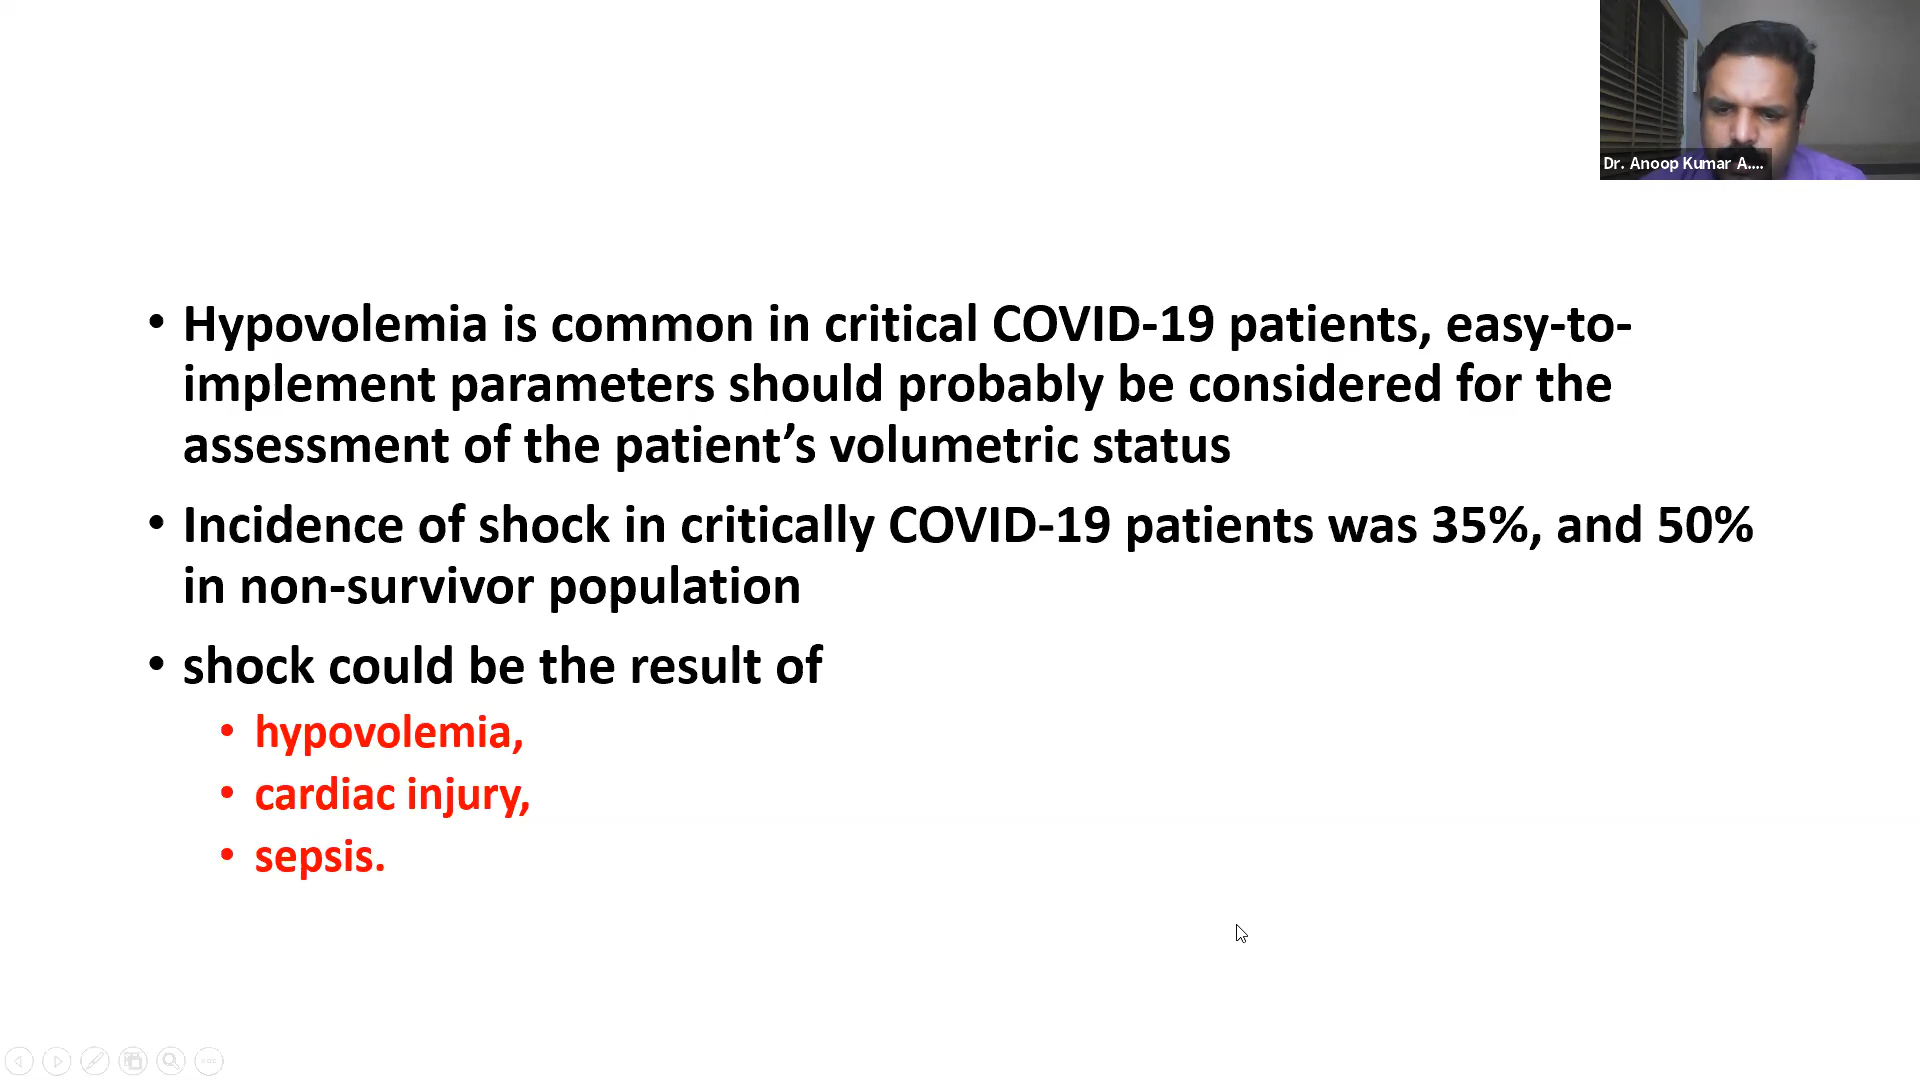 Dr. Anoop Kumar A....
• Hypovolemia is common in critical COVID-19 patients, easy-to-
implement parameters should probably be considered for the
assessment of the patient’s volumetric status
• Incidence of shock in critically COVID-19 patients was 35%, and 50%
in non-survivor population
• shock could be the result of
• hypovolemia,
• cardiac injury,
• sepsis.